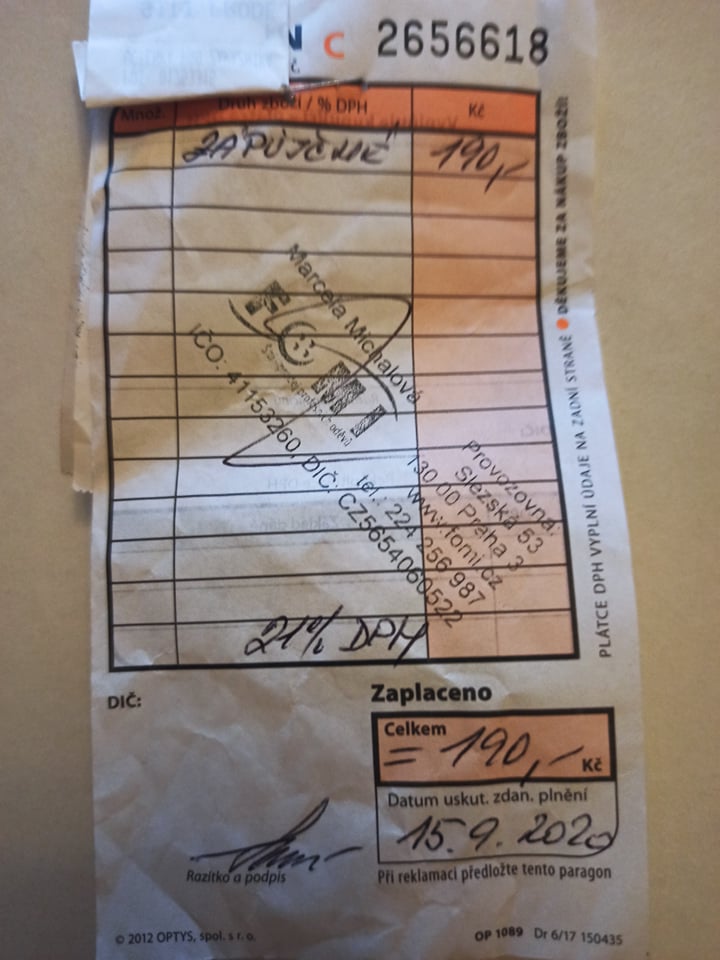 N C 2656618
č.
Množ. Druh zboží / % DPH Kč
ZAPŮJČNÉ 190,-
Marcela Michalová
IČO: 41153260, DIČ: CZ5654060522
Provozovna:
Slezská 53
130 00 Praha 3
www.fomi.cz
tel.: 224 256 987
21% DPH
PLÁTCE DPH VYPLNÍ ÚDAJE NA ZADNÍ STRANĚ ● DĚKUJEME ZA NÁKUP ZBOŽÍ!
DIČ:
Zaplaceno
Celkem
= 190,- Kč
Datum uskut. zdan. plnění
15.9.2020
Razítko a podpis
Při reklamaci předložte tento paragon
© 2012 OPTYS, spol. s r. o.
OP 1089 Dr 6/17 150435